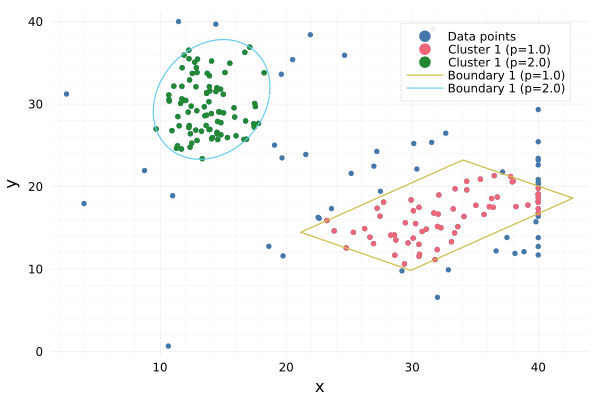 40
30
20
10
0
y
10
20
30
40
x
Data points
Cluster 1 (p=1.0)
Cluster 1 (p=2.0)
Boundary 1 (p=1.0)
Boundary 1 (p=2.0)